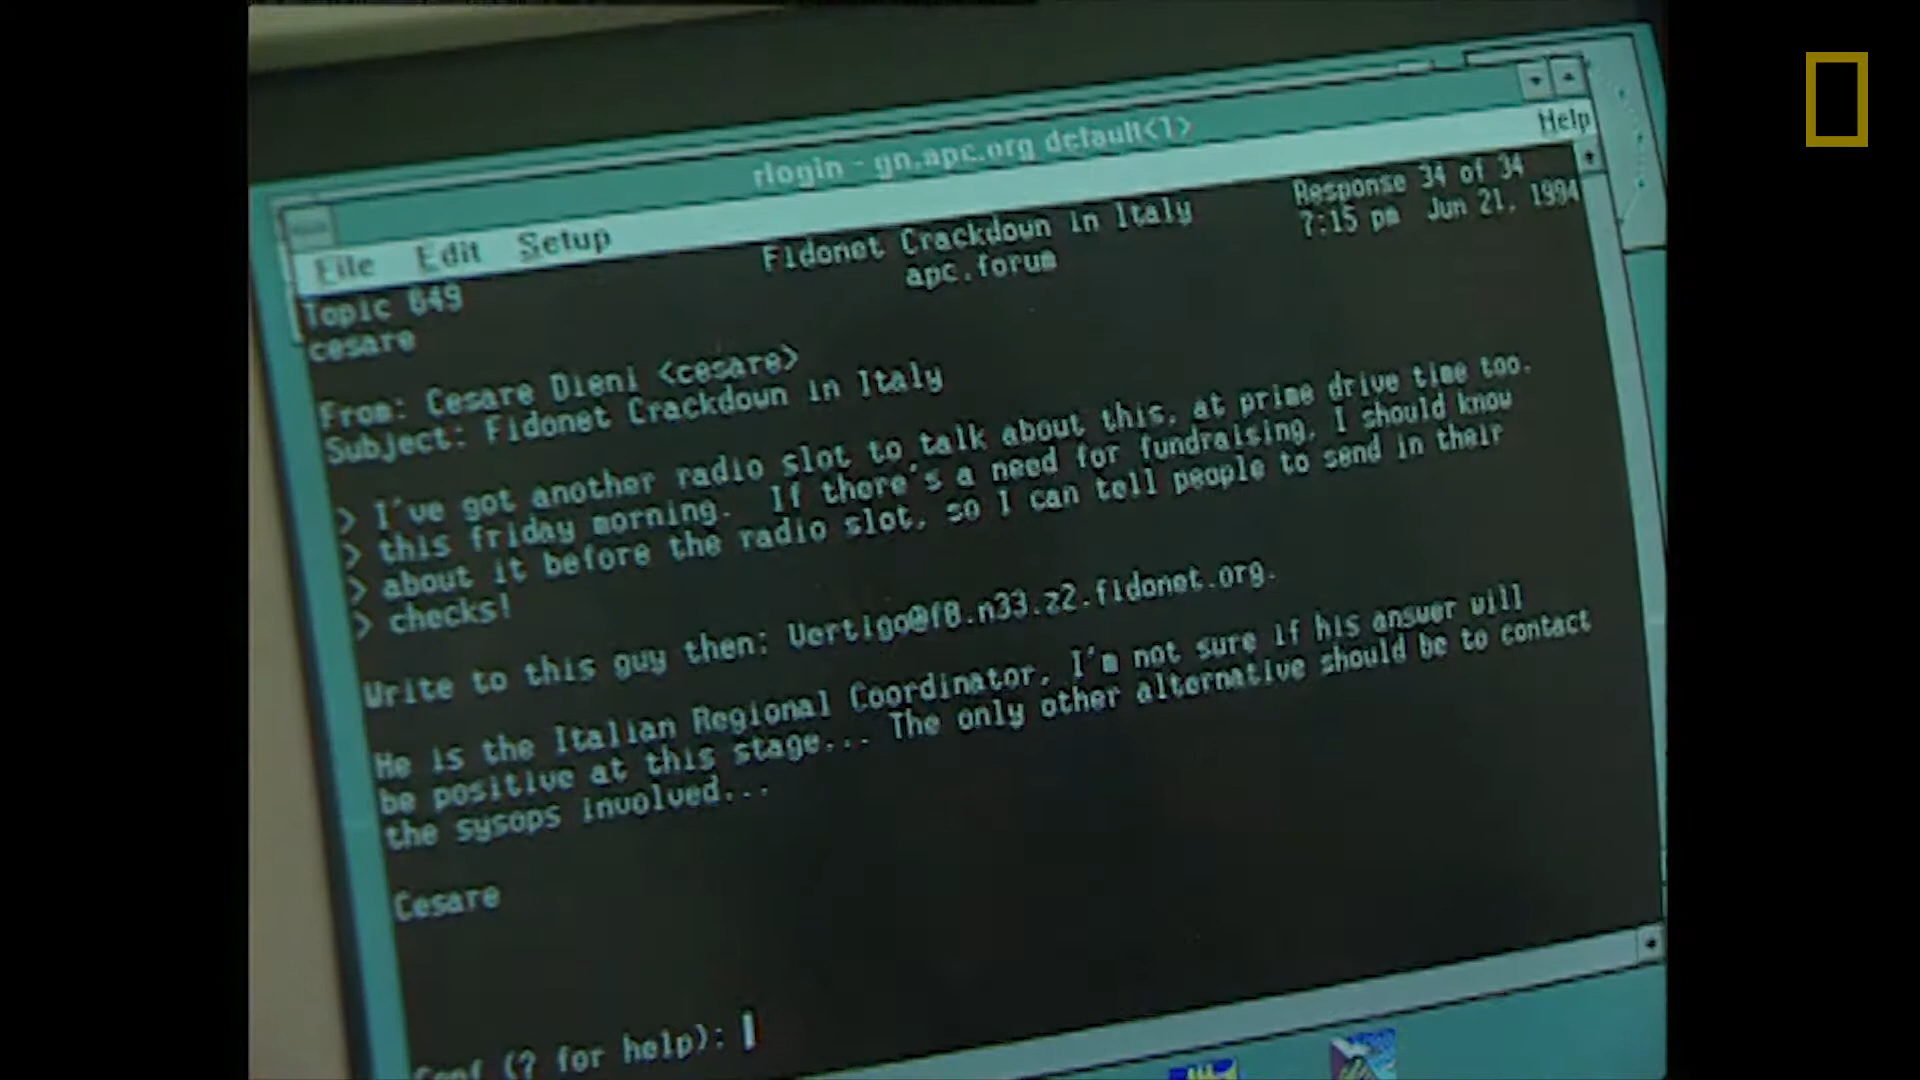 rlogin - gn.apc.org default<1>
File Edit Setup Help
Topic 649 Fidonet Crackdown in Italy Response 34 of 34
cesare apc.forum 7:15 pm Jun 21, 1994
From: Cesare Dieni <cesare>
Subject: Fidonet Crackdown in Italy
> I've got another radio slot to talk about this, at prime drive time too.
> this friday morning. If there's a need for fundraising, I should know
> about it before the radio slot, so I can tell people to send in their
> checks!
Write to this guy then: Vertigo@f8.n33.z2.fidonet.org.
He is the Italian Regional Coordinator, I'm not sure if his answer will
be positive at this stage... The only other alternative should be to contact
the sysops involved...
Cesare
Conf (? for help):